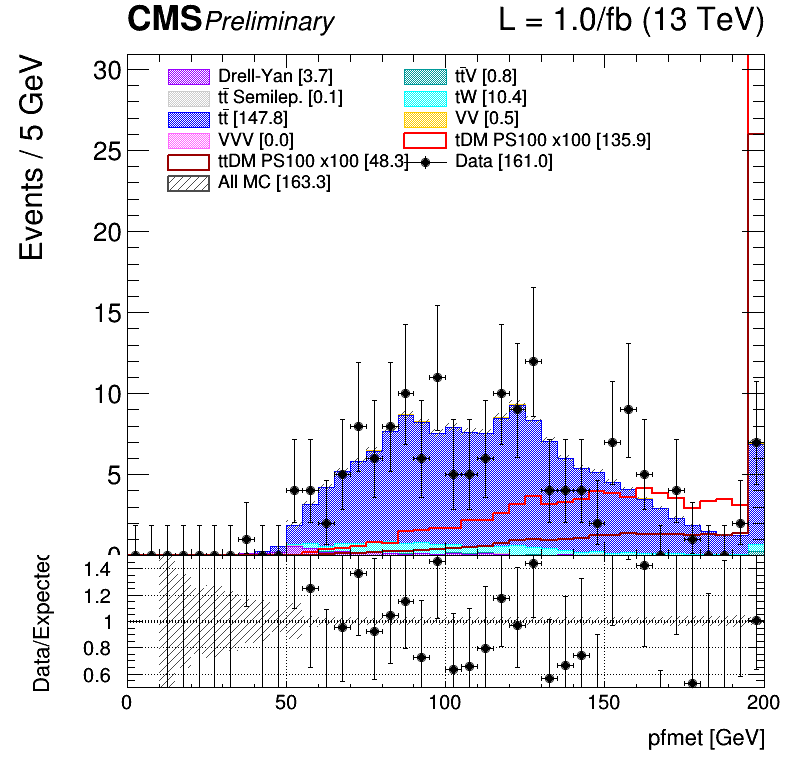 CMS Preliminary L = 1.0/fb (13 TeV)
Events / 5 GeV
30
25
20
15
10
5
0
Drell-Yan [3.7]
tt̄ Semilep. [0.1]
tt̄ [147.8]
VVV [0.0]
ttDM PS100 x100 [48.3]
All MC [163.3]
tt̄V [0.8]
tW [10.4]
VV [0.5]
tDM PS100 x100 [135.9]
Data [161.0]
Data/Expected
1.4
1.2
1
0.8
0.6
0 50 100 150 200
pfmet [GeV]